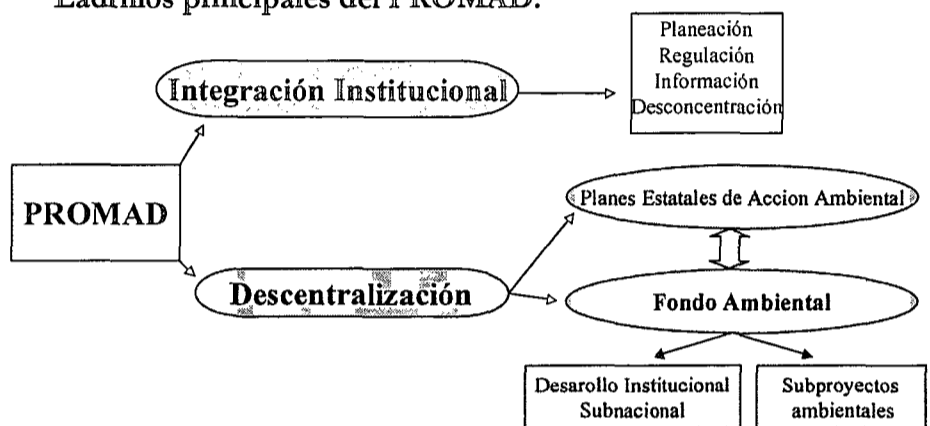 Ladrillos principales del PROMAD:
Planeación
Regulación
Información
Desconcentración
Integración Institucional
PROMAD
Planes Estatales de Accion Ambiental
Descentralización
Fondo Ambiental
Desarollo Institucional
Subnacional
Subproyectos
ambientales